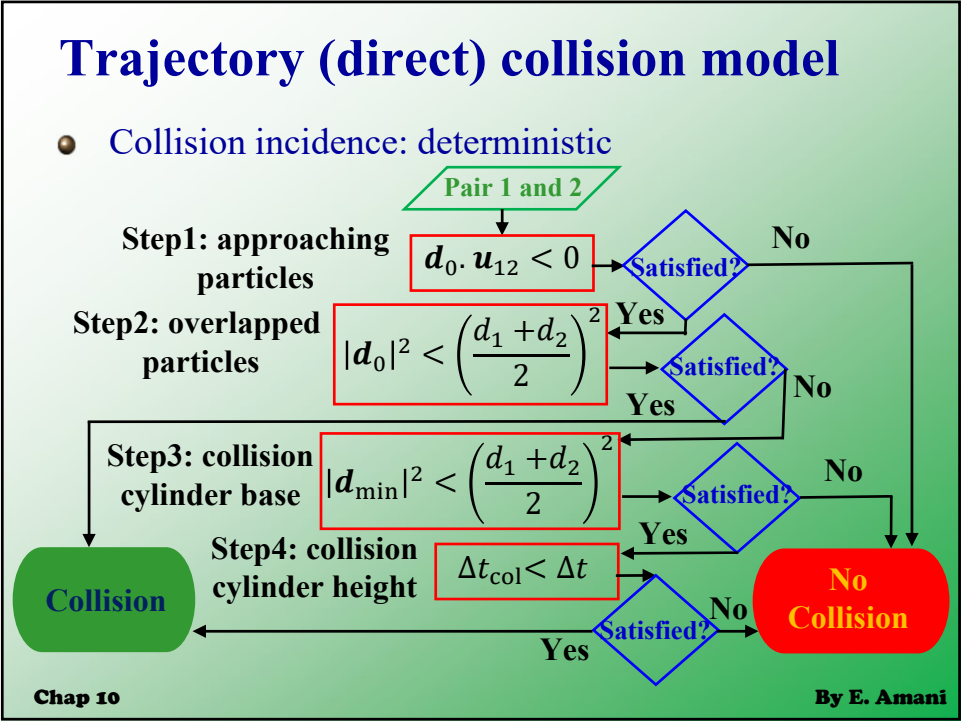 Trajectory (direct) collision model
Collision incidence: deterministic
Pair 1 and 2
Step1: approaching
particles
𝒅₀. 𝒖₁₂ < 0
Satisfied?
No
Yes
Step2: overlapped
particles
|𝒅₀|² < ((d₁ + d₂)/2)²
Satisfied?
No
Yes
Step3: collision
cylinder base
|𝒅min|² < ((d₁ + d₂)/2)²
Satisfied?
No
Yes
Step4: collision
cylinder height
Δtcol < Δt
Satisfied?
No
Yes
Collision
No
Collision
Chap 10
By E. Amani